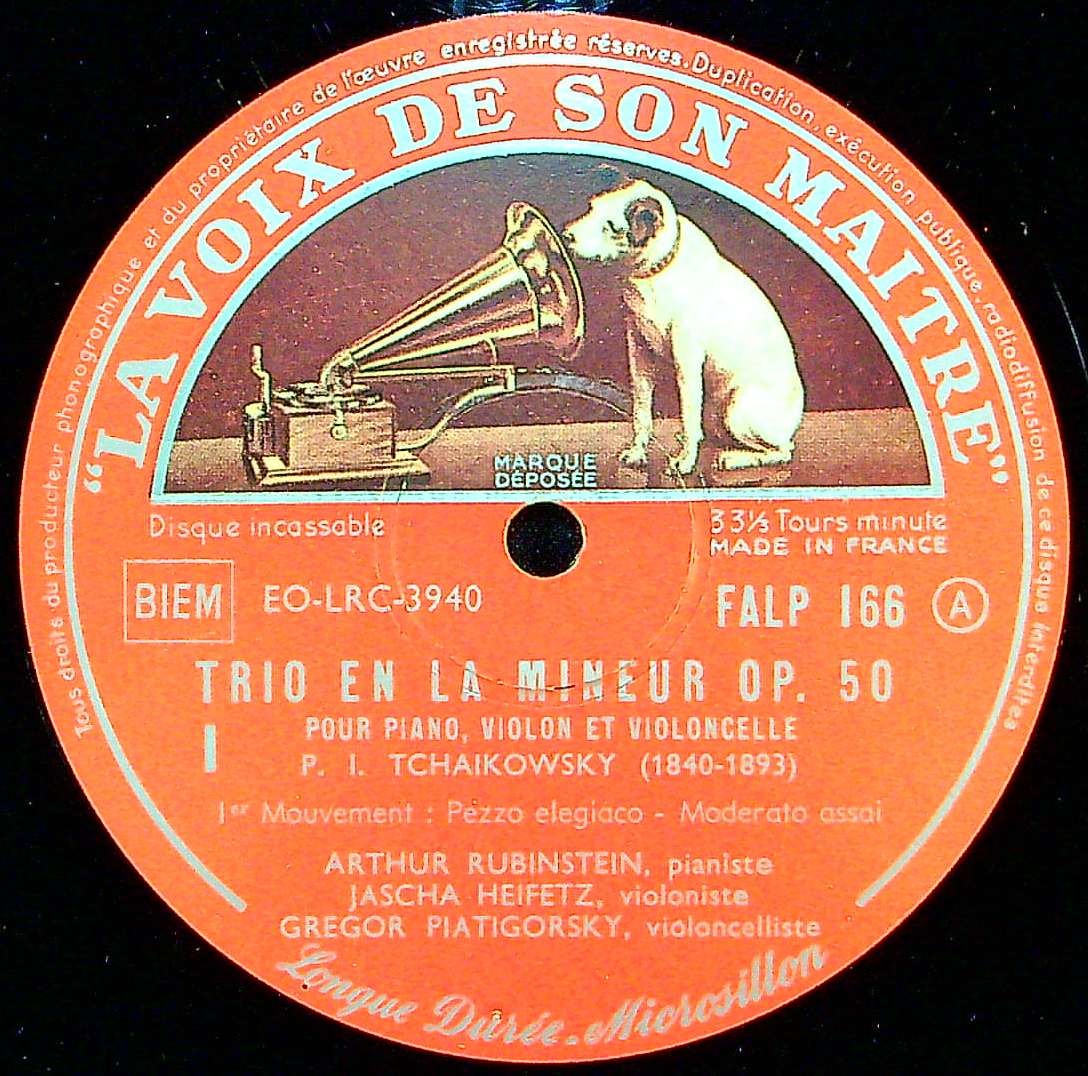 Tous droits du producteur phonographique et du propriétaire de l'œuvre enregistrée réservés. Duplication, exécution publique, radiodiffusion de ce disque interdites
"LA VOIX DE SON MAITRE"
MARQUE
DÉPOSÉE
Disque incassable
33⅓ Tours minute
MADE IN FRANCE
BIEM
EO-LRC-3940
FALP 166 A
TRIO EN LA MINEUR OP. 50
I
POUR PIANO, VIOLON ET VIOLONCELLE
P. I. TCHAIKOWSKY (1840-1893)
1er Mouvement : Pezzo elegiaco - Moderato assai
ARTHUR RUBINSTEIN, pianiste
JASCHA HEIFETZ, violoniste
GREGOR PIATIGORSKY, violoncelliste
Longue Durée - Microsillon